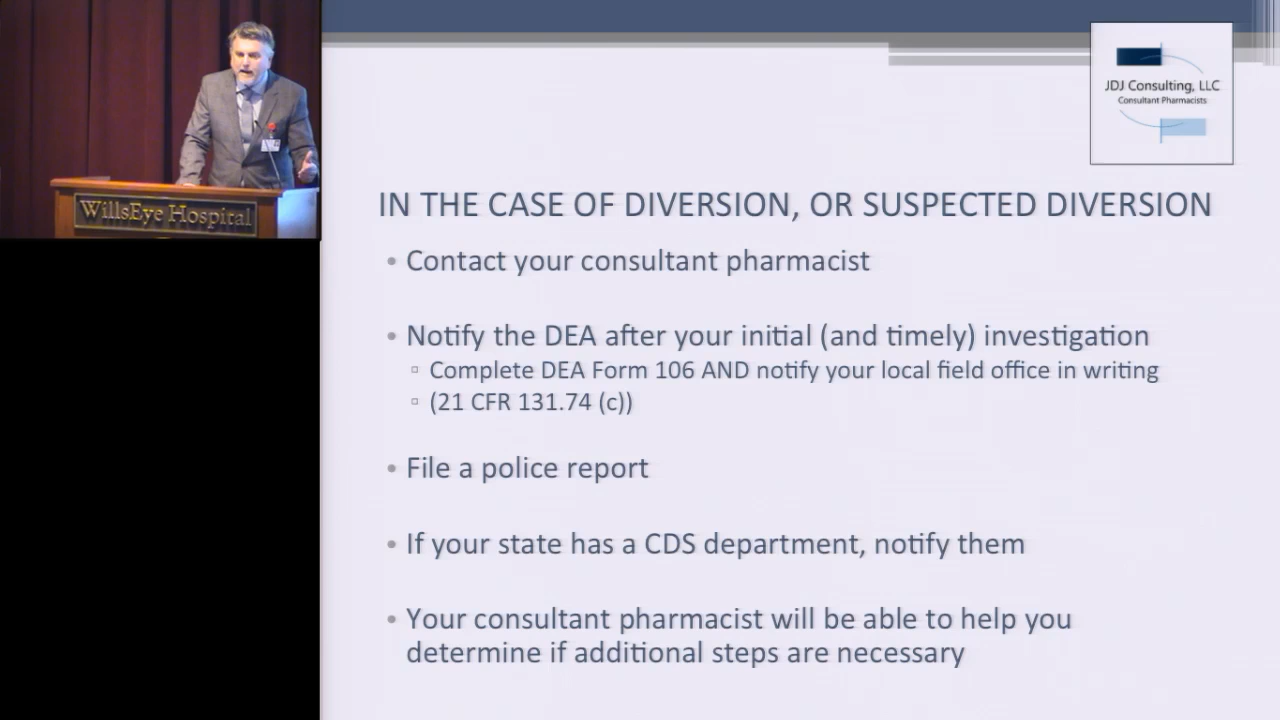 WillsEye Hospital
JDJ Consulting, LLC
Consultant Pharmacists
IN THE CASE OF DIVERSION, OR SUSPECTED DIVERSION
• Contact your consultant pharmacist
• Notify the DEA after your initial (and timely) investigation
▫ Complete DEA Form 106 AND notify your local field office in writing
▫ (21 CFR 131.74 (c))
• File a police report
• If your state has a CDS department, notify them
• Your consultant pharmacist will be able to help you
determine if additional steps are necessary